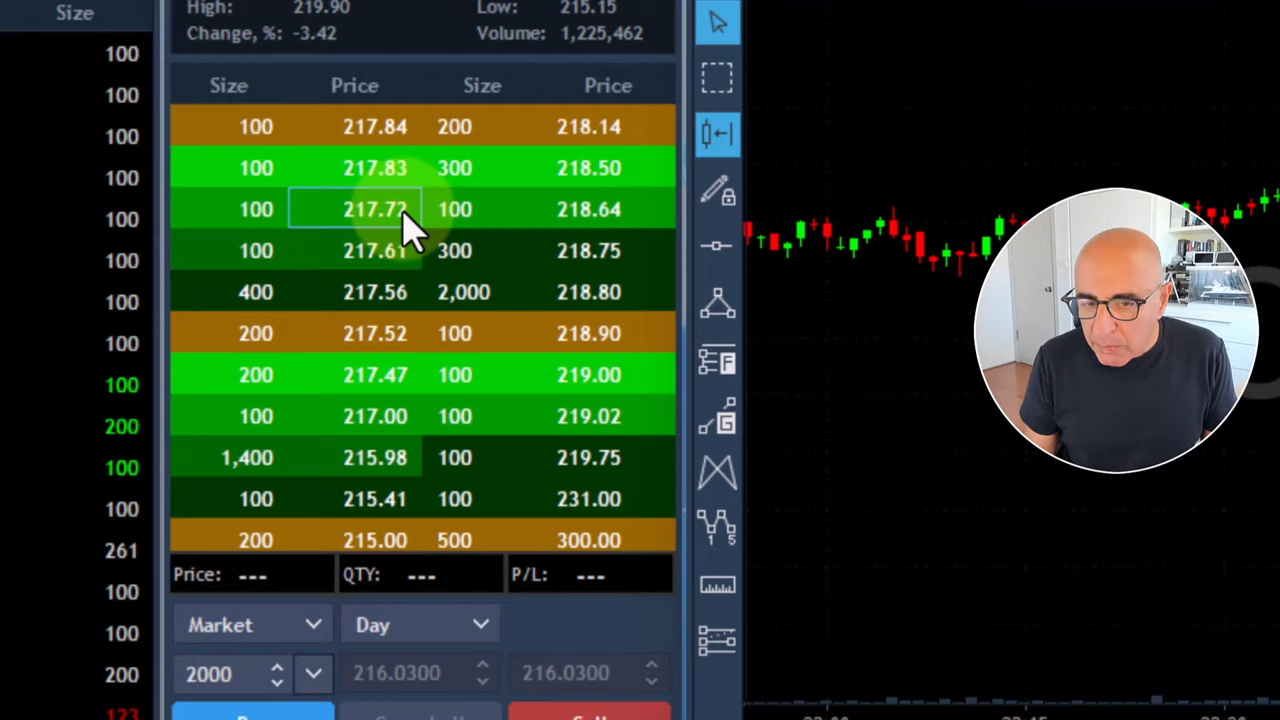 Size
100
100
100
100
100
100
100
100
100
200
100
100
261
100
100
200
123
High: 219.90 Low: 215.15
Change, %: -3.42 Volume: 1,225,462
Size Price Size Price
100 217.84 200 218.14
100 217.83 300 218.50
100 217.72 100 218.64
100 217.61 300 218.75
400 217.56 2,000 218.80
200 217.52 100 218.90
200 217.47 100 219.00
100 217.00 100 219.02
1,400 215.98 100 219.75
100 215.41 100 231.00
200 215.00 500 300.00
Price: --- QTY: --- P/L: ---
Market Day
2000 216.0300 216.0300
F
G
1 5